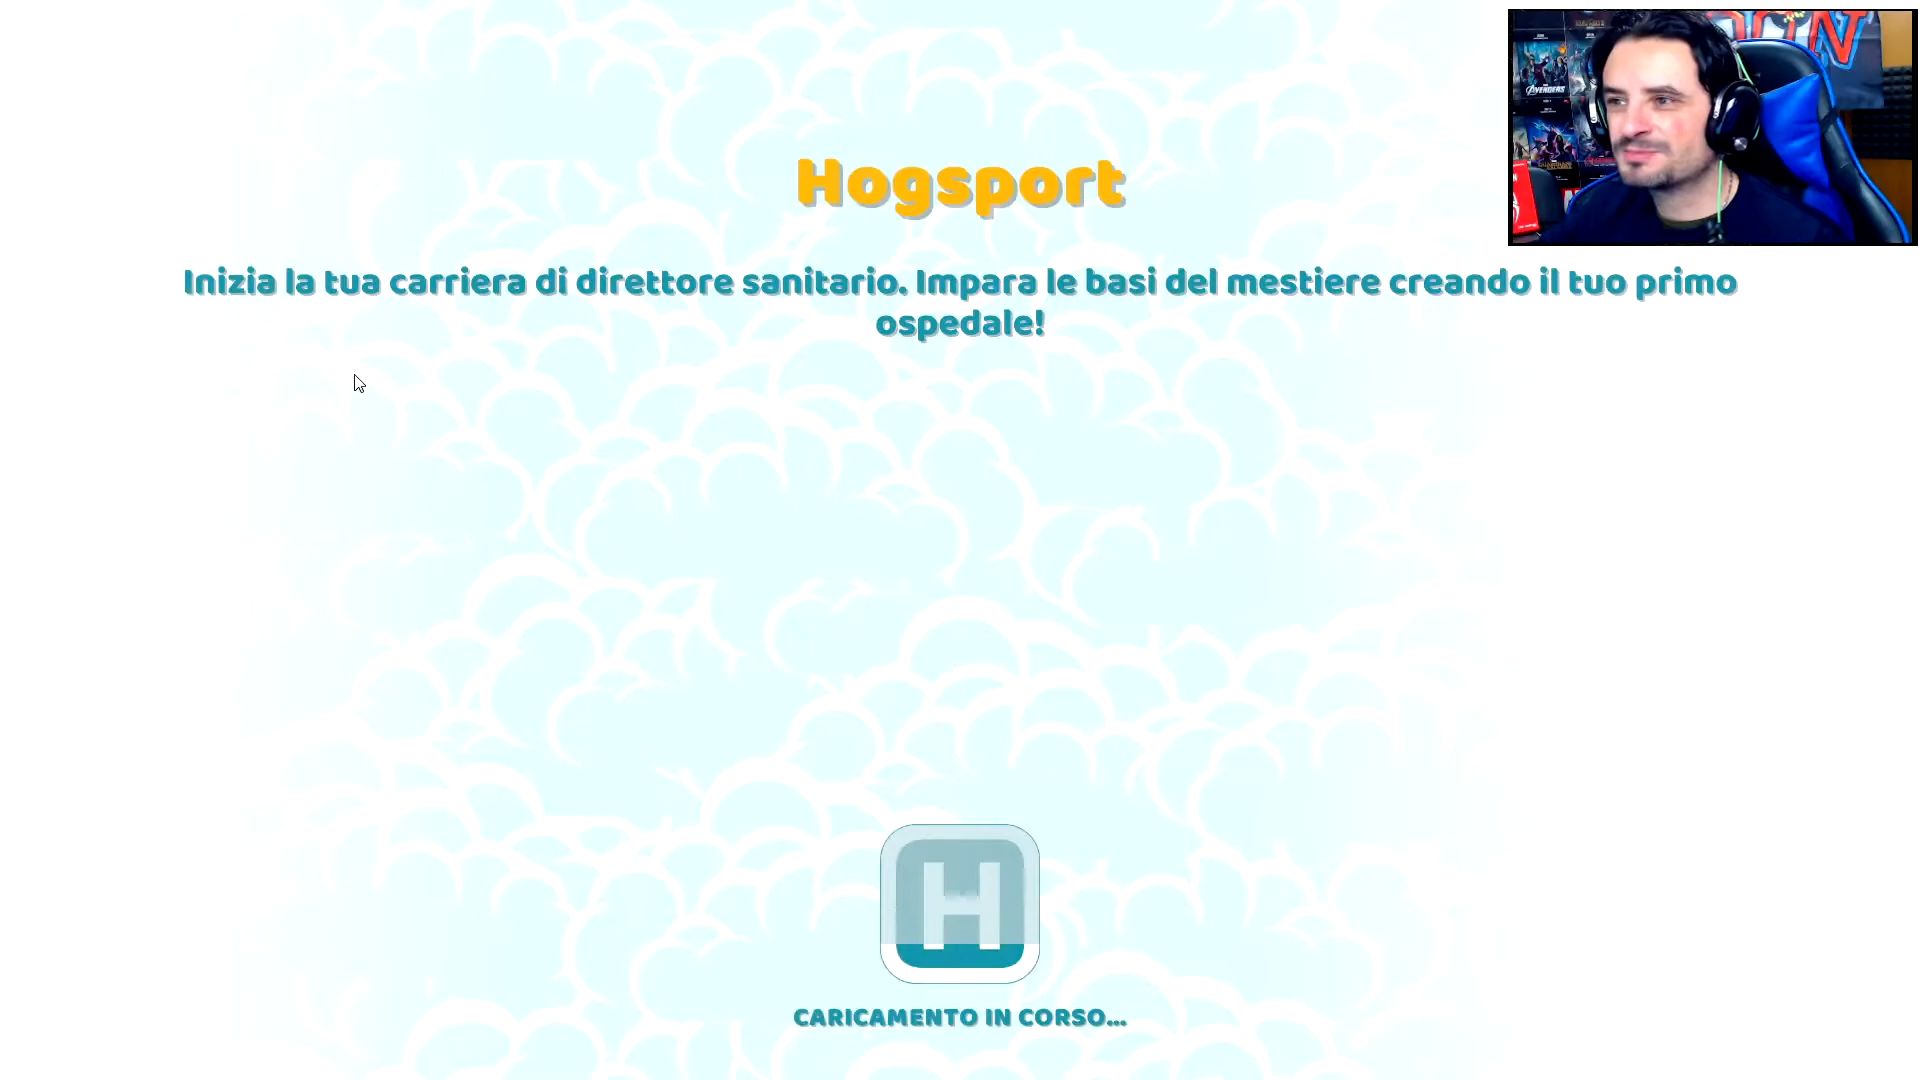 Hogsport
Inizia la tua carriera di direttore sanitario. Impara le basi del mestiere creando il tuo primo
ospedale!
AVENGERS
H
CARICAMENTO IN CORSO...